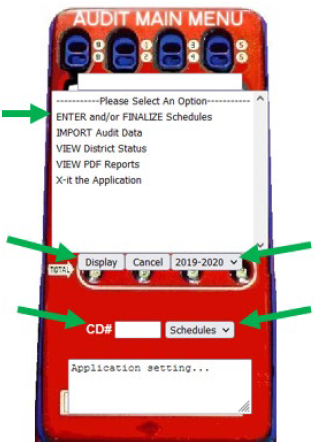 AUDIT MAIN MENU
-----------Please Select An Option-----------
ENTER and/or FINALIZE Schedules
IMPORT Audit Data
VIEW District Status
VIEW PDF Reports
X-it the Application
Display Cancel 2019-2020
TOTAL
CD# Schedules
Application setting...